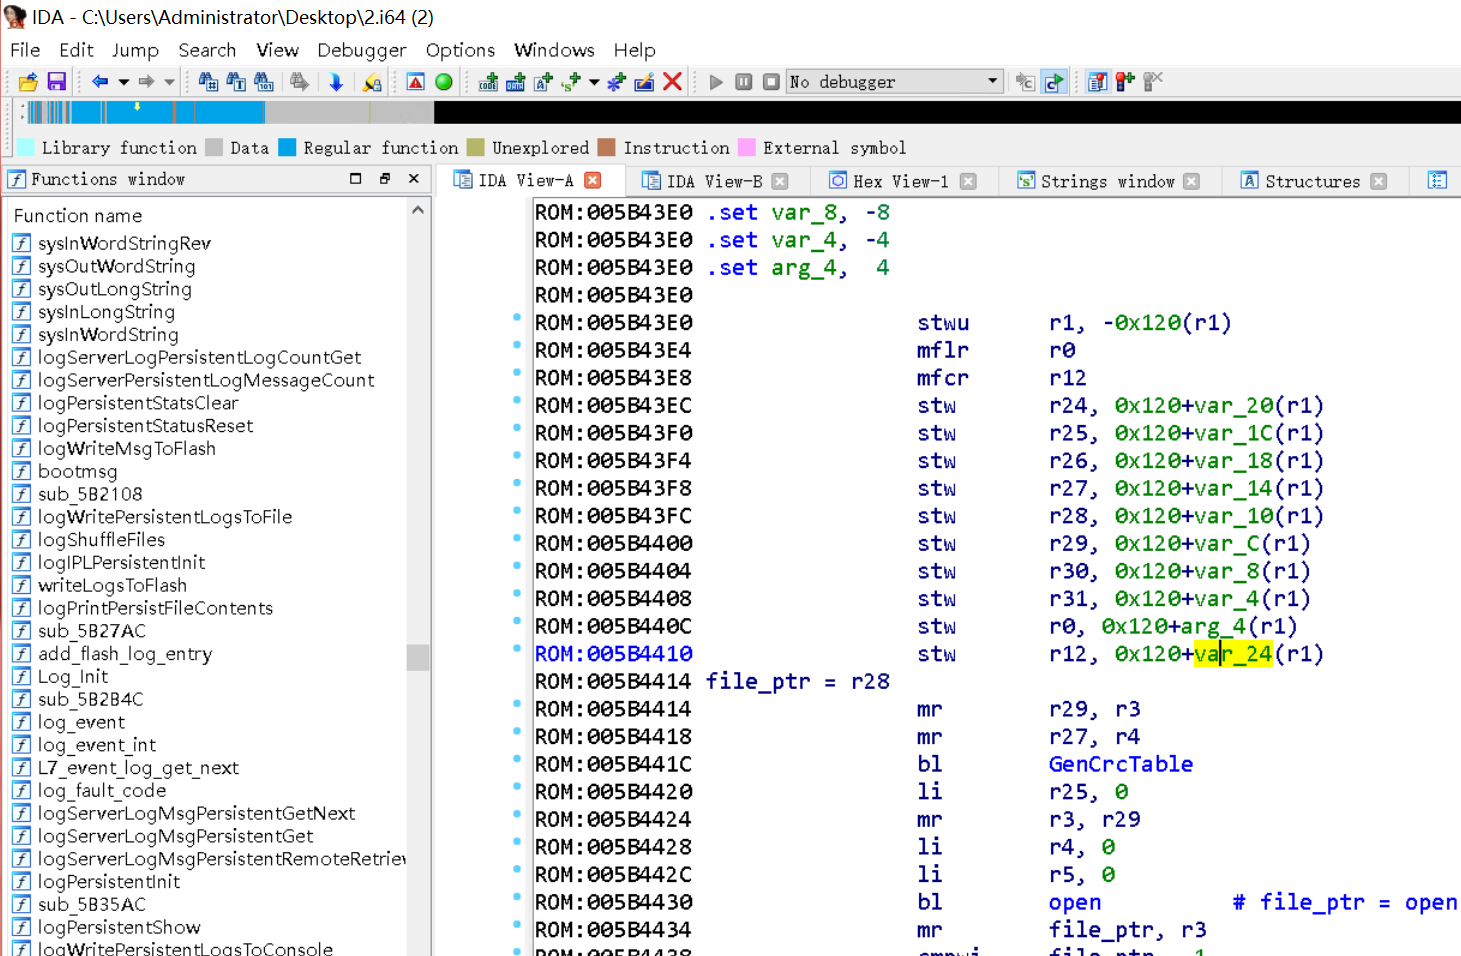 IDA - C:\Users\Administrator\Desktop\2.i64 (2)
File Edit Jump Search View Debugger Options Windows Help
No debugger
Library function Data Regular function Unexplored Instruction External symbol
Functions window
IDA View-A IDA View-B Hex View-1 Strings window Structures
Function name
sysInWordStringRev
sysOutWordString
sysOutLongString
sysInLongString
sysInWordString
logServerLogPersistentLogCountGet
logServerPersistentLogMessageCount
logPersistentStatsClear
logPersistentStatusReset
logWriteMsgToFlash
bootmsg
sub_5B2108
logWritePersistentLogsToFile
logShuffleFiles
logIPLPersistentInit
writeLogsToFlash
logPrintPersistFileContents
sub_5B27AC
add_flash_log_entry
Log_Init
sub_5B2B4C
log_event
log_event_int
L7_event_log_get_next
log_fault_code
logServerLogMsgPersistentGetNext
logServerLogMsgPersistentGet
logServerLogMsgPersistentRemoteRetriev
logPersistentInit
sub_5B35AC
logPersistentShow
logWritePersistentLogsToConsole
ROM:005B43E0 .set var_8, -8
ROM:005B43E0 .set var_4, -4
ROM:005B43E0 .set arg_4, 4
ROM:005B43E0
ROM:005B43E0 stwu r1, -0x120(r1)
ROM:005B43E4 mflr r0
ROM:005B43E8 mfcr r12
ROM:005B43EC stw r24, 0x120+var_20(r1)
ROM:005B43F0 stw r25, 0x120+var_1C(r1)
ROM:005B43F4 stw r26, 0x120+var_18(r1)
ROM:005B43F8 stw r27, 0x120+var_14(r1)
ROM:005B43FC stw r28, 0x120+var_10(r1)
ROM:005B4400 stw r29, 0x120+var_C(r1)
ROM:005B4404 stw r30, 0x120+var_8(r1)
ROM:005B4408 stw r31, 0x120+var_4(r1)
ROM:005B440C stw r0, 0x120+arg_4(r1)
ROM:005B4410 stw r12, 0x120+var_24(r1)
ROM:005B4414 file_ptr = r28
ROM:005B4414 mr r29, r3
ROM:005B4418 mr r27, r4
ROM:005B441C bl GenCrcTable
ROM:005B4420 li r25, 0
ROM:005B4424 mr r3, r29
ROM:005B4428 li r4, 0
ROM:005B442C li r5, 0
ROM:005B4430 bl open # file_ptr = open
ROM:005B4434 mr file_ptr, r3
ROM:005B4438 cmpwi file_ptr,